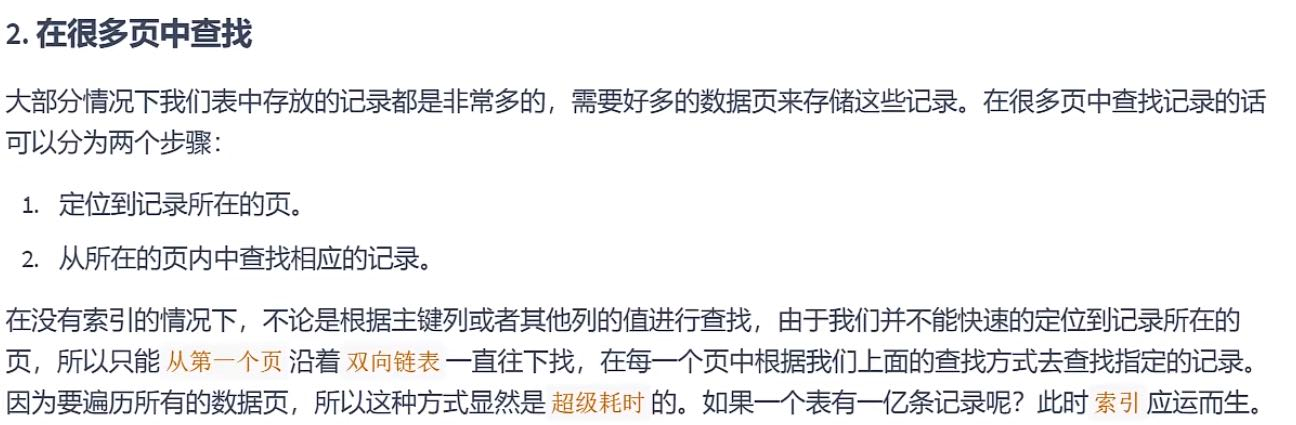 2. 在很多页中查找
大部分情况下我们表中存放的记录都是非常多的，需要好多的数据页来存储这些记录。在很多页中查找记录的话
可以分为两个步骤：
1. 定位到记录所在的页。
2. 从所在的页内中查找相应的记录。
在没有索引的情况下，不论是根据主键列或者其他列的值进行查找，由于我们并不能快速的定位到记录所在的
页，所以只能 从第一个页 沿着 双向链表 一直往下找，在每一个页中根据我们上面的查找方式去查找指定的记录。
因为要遍历所有的数据页，所以这种方式显然是 超级耗时 的。如果一个表有一亿条记录呢？此时 索引 应运而生。